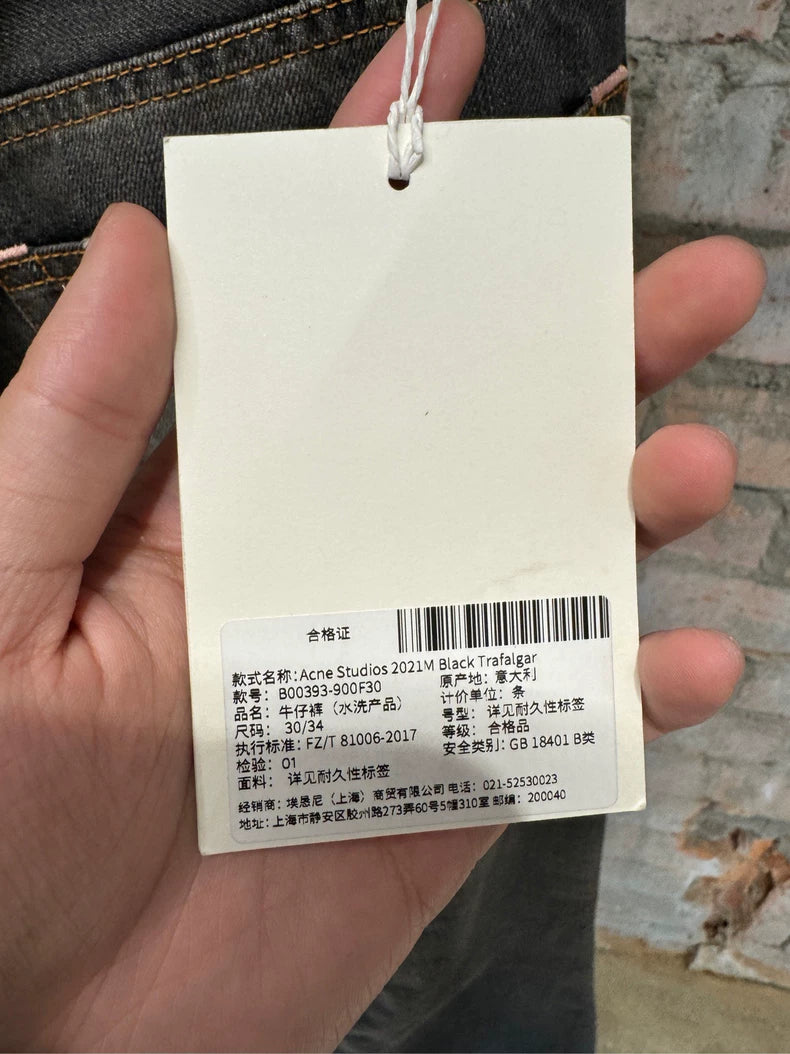 合格证
款式名称:Acne Studios 2021M Black Trafalgar
款号: B00393-900F30 原产地: 意大利
品名: 牛仔裤（水洗产品） 计价单位: 条
尺码: 30/34 号型: 详见耐久性标签
执行标准: FZ/T 81006-2017 等级: 合格品
检验: 01 安全类别: GB 18401 B类
面料: 详见耐久性标签
经销商: 埃恩尼（上海）商贸有限公司 电话: 021-52530023
地址: 上海市静安区胶州路273弄60号5幢310室 邮编: 200040